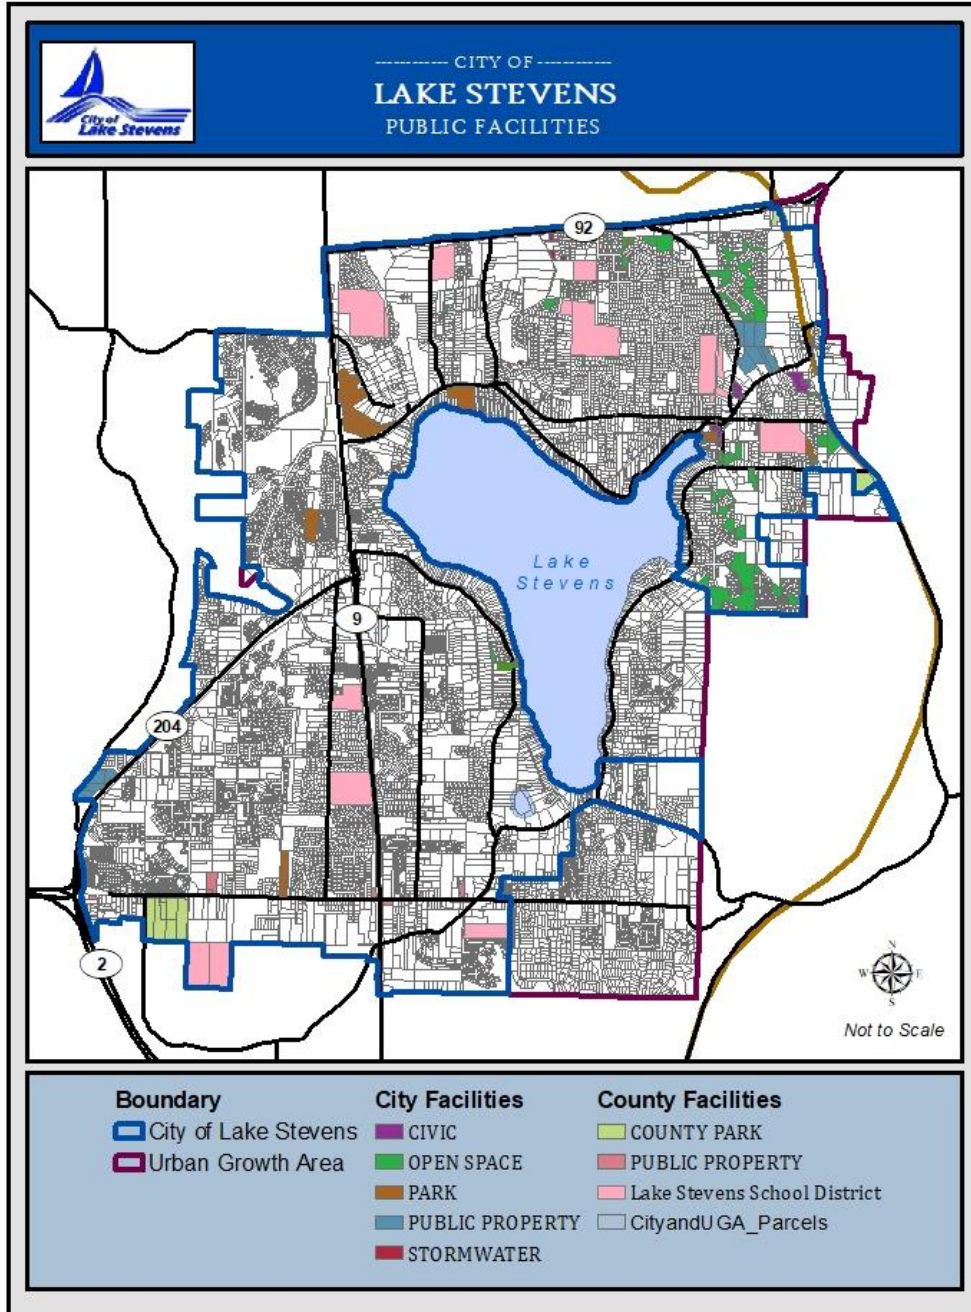 City of
Lake Stevens
------------ CITY OF ------------
LAKE STEVENS
PUBLIC FACILITIES
92
Lake
Stevens
9
204
2
N
W E
S
Not to Scale
Boundary
City of Lake Stevens
Urban Growth Area
City Facilities
CIVIC
OPEN SPACE
PARK
PUBLIC PROPERTY
STORMWATER
County Facilities
COUNTY PARK
PUBLIC PROPERTY
Lake Stevens School District
CityandUGA_Parcels